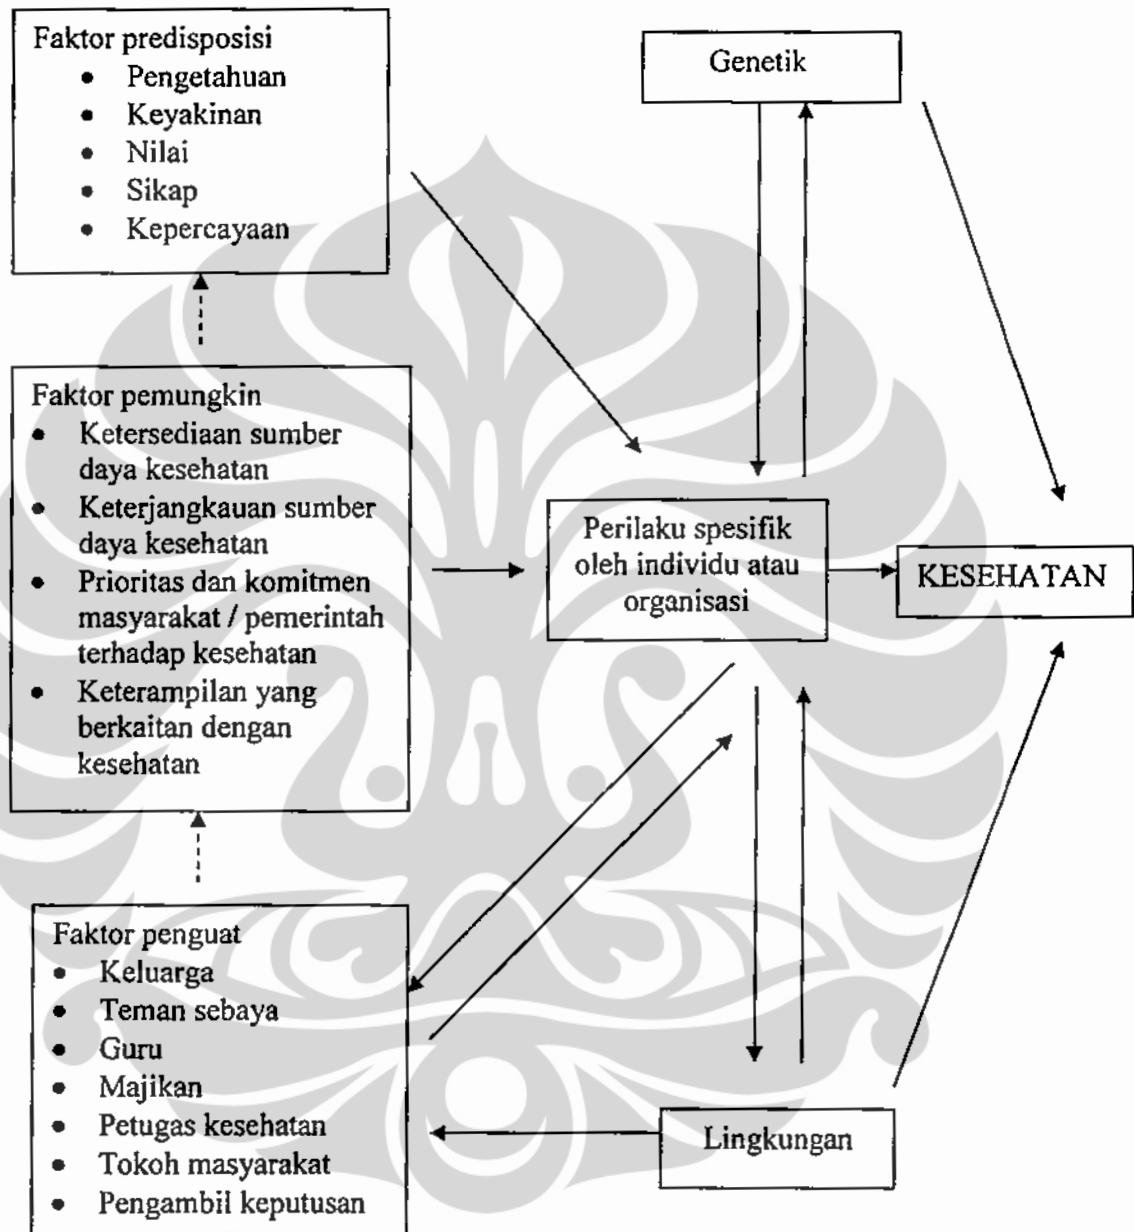 Faktor predisposisi
• Pengetahuan
• Keyakinan
• Nilai
• Sikap
• Kepercayaan
Genetik
Faktor pemungkin
• Ketersediaan sumber
daya kesehatan
• Keterjangkauan sumber
daya kesehatan
• Prioritas dan komitmen
masyarakat / pemerintah
terhadap kesehatan
• Keterampilan yang
berkaitan dengan
kesehatan
Perilaku spesifik
oleh individu atau
organisasi
KESEHATAN
Faktor penguat
• Keluarga
• Teman sebaya
• Guru
• Majikan
• Petugas kesehatan
• Tokoh masyarakat
• Pengambil keputusan
Lingkungan